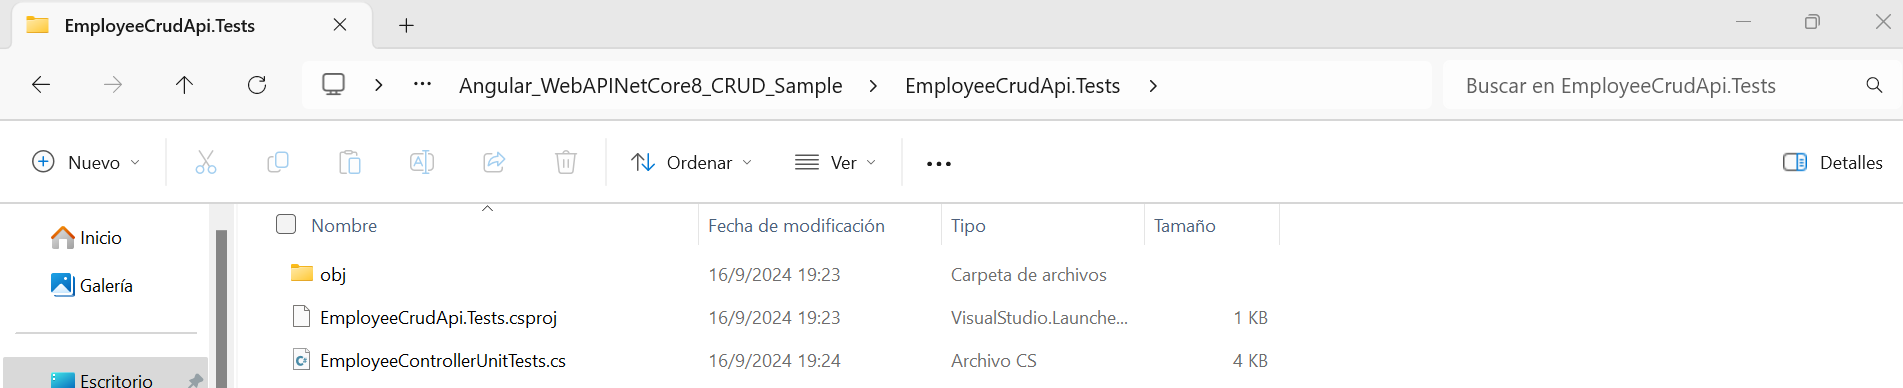 EmployeeCrudApi.Tests
Angular_WebAPINetCore8_CRUD_Sample > EmployeeCrudApi.Tests >
Buscar en EmployeeCrudApi.Tests
Nuevo
Ordenar
Ver
Detalles
Inicio
Galería
Escritorio
Nombre Fecha de modificación Tipo Tamaño
obj 16/9/2024 19:23 Carpeta de archivos
EmployeeCrudApi.Tests.csproj 16/9/2024 19:23 VisualStudio.Launche... 1 KB
EmployeeControllerUnitTests.cs 16/9/2024 19:24 Archivo CS 4 KB